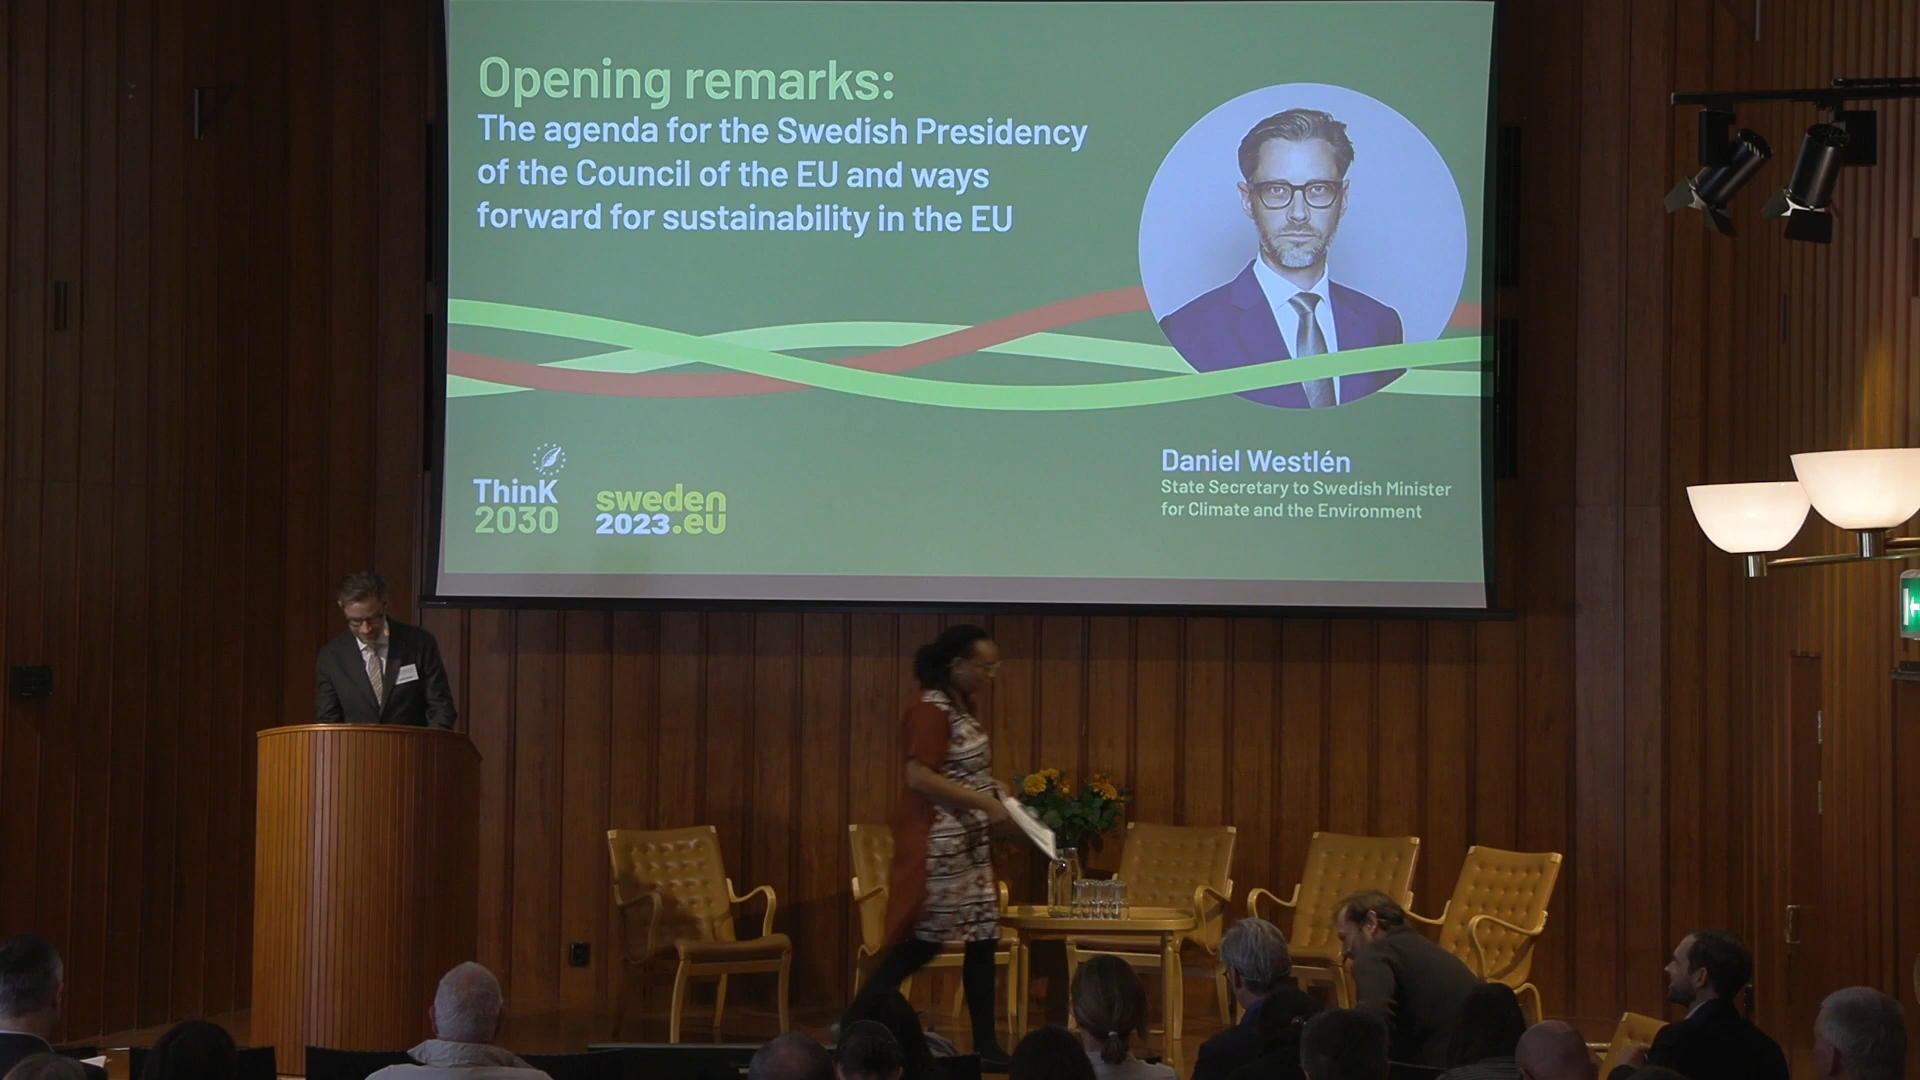 Opening remarks:
The agenda for the Swedish Presidency
of the Council of the EU and ways
forward for sustainability in the EU
Daniel Westlén
State Secretary to Swedish Minister
for Climate and the Environment
ThinK
2030
sweden
2023.eu